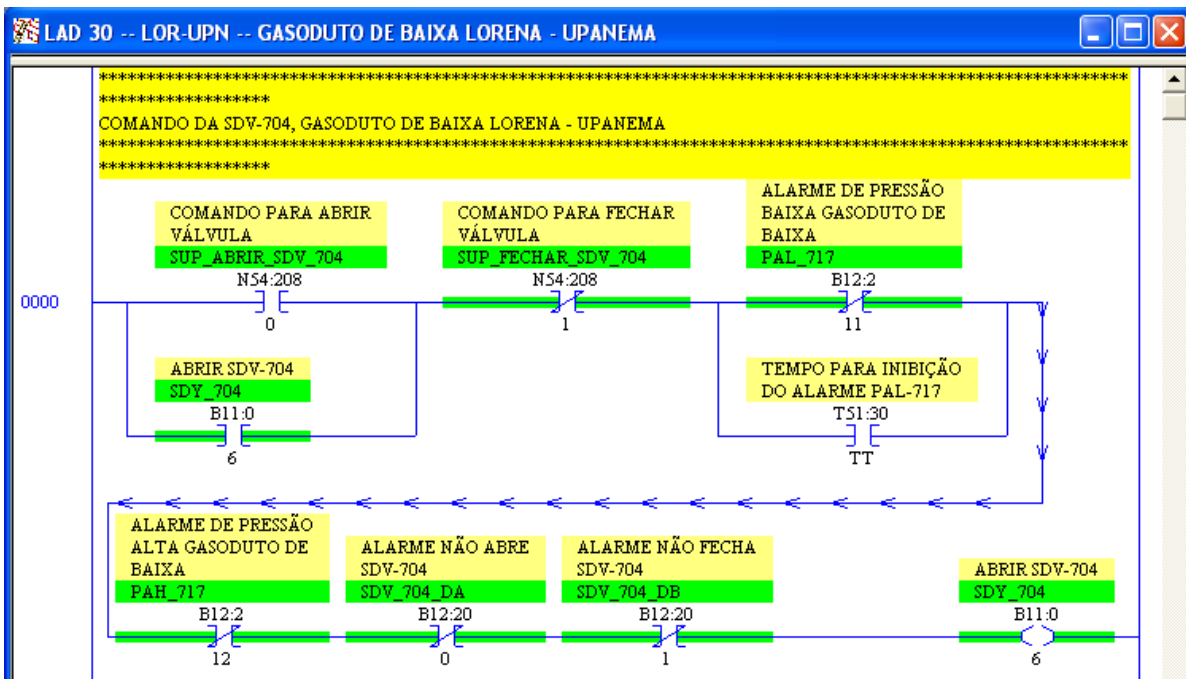 LAD 30 -- LOR-UPN -- GASODUTO DE BAIXA LORENA - UPANEMA
************************************************************************************************************
******************
COMANDO DA SDV-704, GASODUTO DE BAIXA LORENA - UPANEMA
************************************************************************************************************
******************
0000
COMANDO PARA ABRIR
VÁLVULA
SUP_ABRIR_SDV_704
N54:208
0
COMANDO PARA FECHAR
VÁLVULA
SUP_FECHAR_SDV_704
N54:208
1
ALARME DE PRESSÃO
BAIXA GASODUTO DE
BAIXA
PAL_717
B12:2
11
ABRIR SDV-704
SDY_704
B11:0
6
TEMPO PARA INIBIÇÃO
DO ALARME PAL-717
T51:30
TT
ALARME DE PRESSÃO
ALTA GASODUTO DE
BAIXA
PAH_717
B12:2
12
ALARME NÃO ABRE
SDV-704
SDV_704_DA
B12:20
0
ALARME NÃO FECHA
SDV-704
SDV_704_DB
B12:20
1
ABRIR SDV-704
SDY_704
B11:0
6